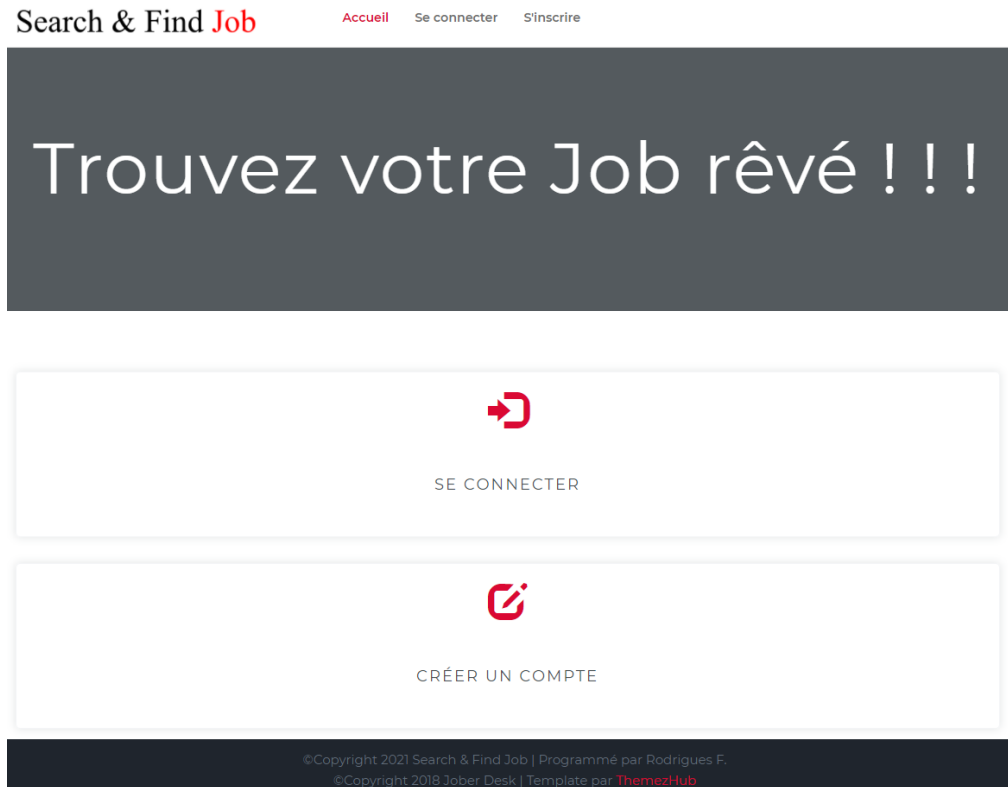 Search & Find Job
Accueil Se connecter S'inscrire
Trouvez votre Job rêvé ! ! !
SE CONNECTER
CRÉER UN COMPTE
©Copyright 2021 Search & Find Job | Programmé par Rodrigues F.
©Copyright 2018 Jober Desk | Template par ThemezHub